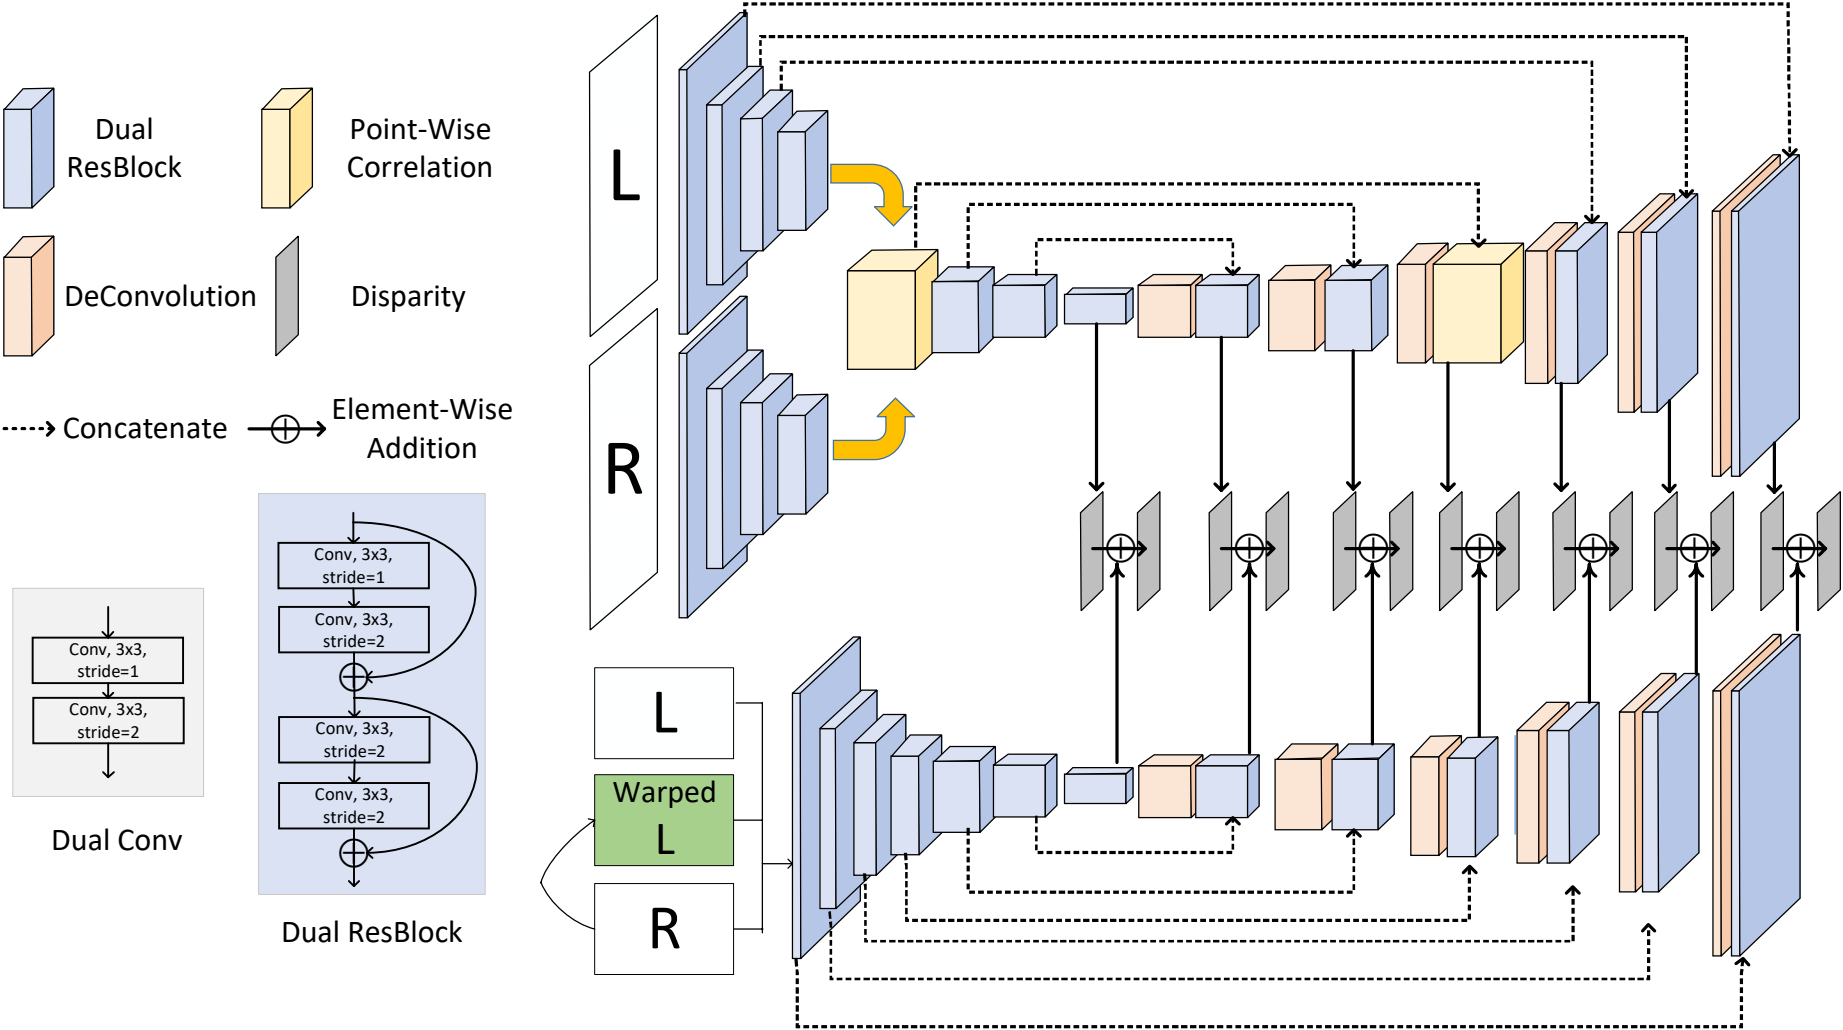 Dual
ResBlock
Point-Wise
Correlation
DeConvolution
Disparity
Concatenate
Element-Wise
Addition
Conv, 3x3,
stride=1
Conv, 3x3,
stride=2
Dual Conv
Conv, 3x3,
stride=1
Conv, 3x3,
stride=2
Conv, 3x3,
stride=2
Conv, 3x3,
stride=2
Dual ResBlock
L
R
L
Warped
L
R